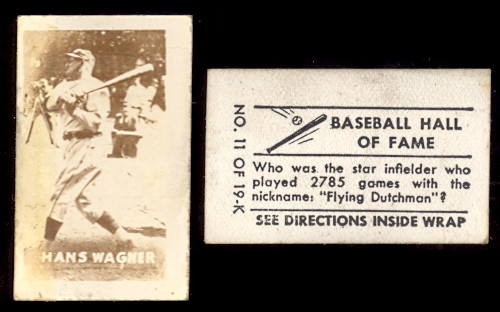 HANS WAGNER
NO. 11 OF 19-K
BASEBALL HALL
OF FAME
Who was the star infielder who
played 2785 games with the
nickname: "Flying Dutchman"?
SEE DIRECTIONS INSIDE WRAP